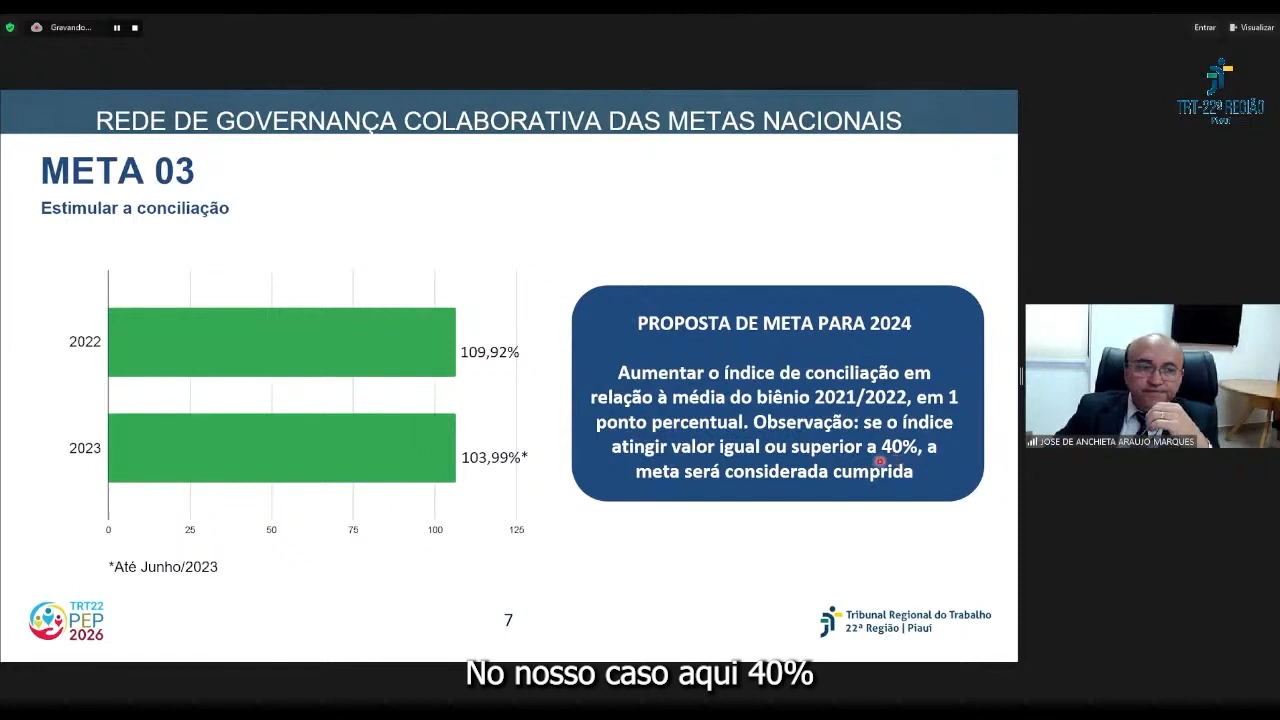 Gravando...
Entrar
Visualizar
TRT-22ª REGIÃO
Piauí
REDE DE GOVERNANÇA COLABORATIVA DAS METAS NACIONAIS
META 03
Estimular a conciliação
2022
109,92%
2023
103,99%*
0 25 50 75 100 125
*Até Junho/2023
PROPOSTA DE META PARA 2024
Aumentar o índice de conciliação em
relação à média do biênio 2021/2022, em 1
ponto percentual. Observação: se o índice
atingir valor igual ou superior a 40%, a
meta será considerada cumprida
JOSE DE ANCHIETA ARAUJO MARQUES
TRT22
PEP
2026
7
Tribunal Regional do Trabalho
22ª Região | Piauí
No nosso caso aqui 40%